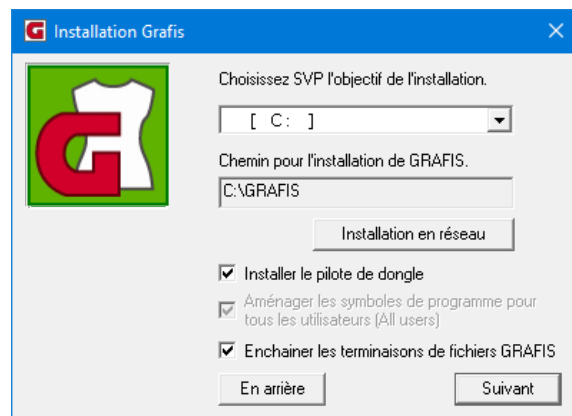 Installation Grafis
Choisissez SVP l'objectif de l'installation.
[ C: ]
Chemin pour l'installation de GRAFIS.
C:\GRAFIS
Installation en réseau
Installer le pilote de dongle
Aménager les symboles de programme pour
tous les utilisateurs (All users)
Enchainer les terminaisons de fichiers GRAFIS
En arrière
Suivant